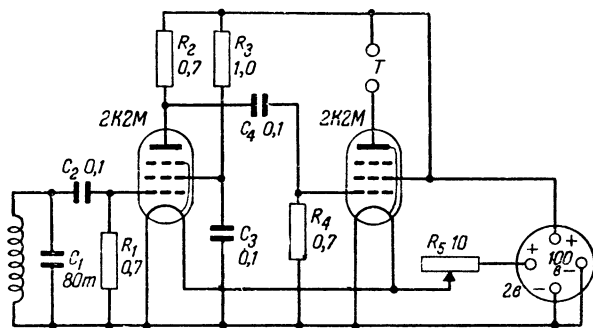 R2
0,7
R3
1,0
T
2К2М
C4 0,1
2К2М
C2 0,1
C1
80m
R1
0,7
C3
0,1
R4
0,7
R5 10
+
+
100
в
−
2в
−